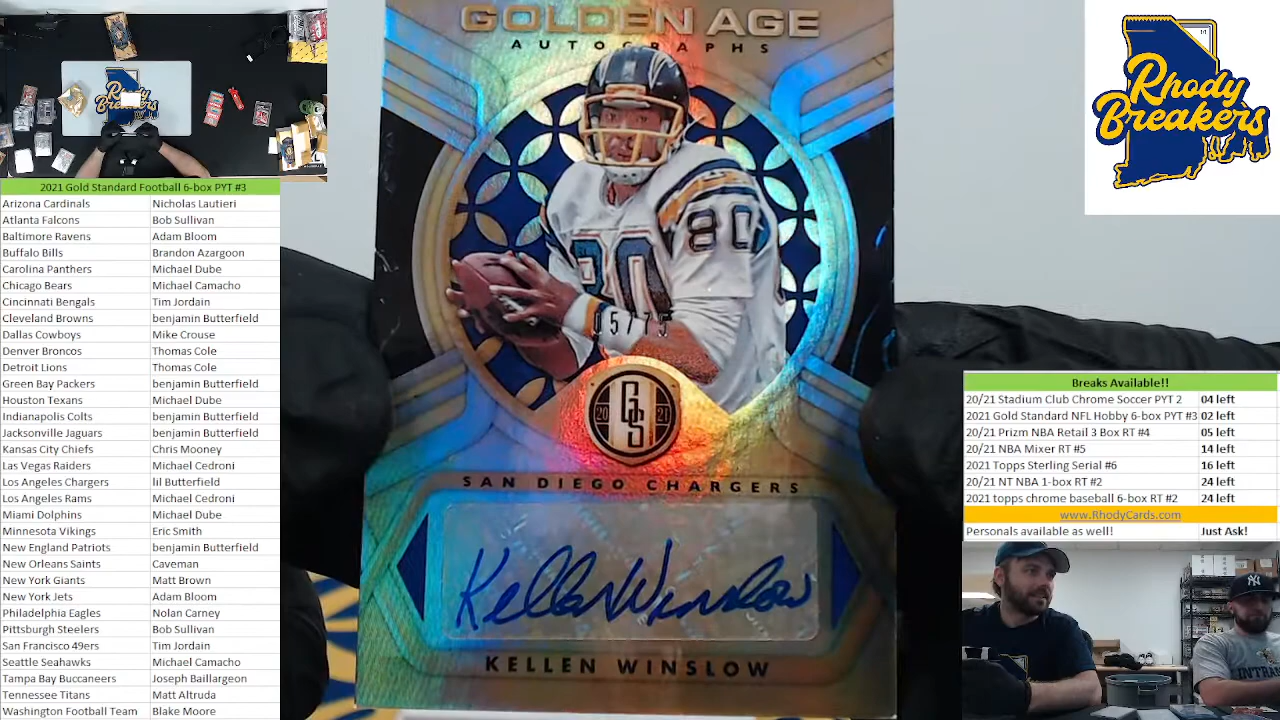 GOLDEN AGE
AUTOGRAPHS
80
80
05/75
20 GS 21
SAN DIEGO CHARGERS
Kellen Winslow
KELLEN WINSLOW
Rhody
Breakers
Rhody
Breakers
2021 Gold Standard Football 6-box PYT #3
Arizona Cardinals Nicholas Lautieri
Atlanta Falcons Bob Sullivan
Baltimore Ravens Adam Bloom
Buffalo Bills Brandon Azargoon
Carolina Panthers Michael Dube
Chicago Bears Michael Camacho
Cincinnati Bengals Tim Jordain
Cleveland Browns benjamin Butterfield
Dallas Cowboys Mike Crouse
Denver Broncos Thomas Cole
Detroit Lions Thomas Cole
Green Bay Packers benjamin Butterfield
Houston Texans Michael Dube
Indianapolis Colts benjamin Butterfield
Jacksonville Jaguars benjamin Butterfield
Kansas City Chiefs Chris Mooney
Las Vegas Raiders Michael Cedroni
Los Angeles Chargers lil Butterfield
Los Angeles Rams Michael Cedroni
Miami Dolphins Michael Dube
Minnesota Vikings Eric Smith
New England Patriots benjamin Butterfield
New Orleans Saints Caveman
New York Giants Matt Brown
New York Jets Adam Bloom
Philadelphia Eagles Nolan Carney
Pittsburgh Steelers Bob Sullivan
San Francisco 49ers Tim Jordain
Seattle Seahawks Michael Camacho
Tampa Bay Buccaneers Joseph Baillargeon
Tennessee Titans Matt Altruda
Washington Football Team Blake Moore
Breaks Available!!
20/21 Stadium Club Chrome Soccer PYT 2 04 left
2021 Gold Standard NFL Hobby 6-box PYT #3 02 left
20/21 Prizm NBA Retail 3 Box RT #4 05 left
20/21 NBA Mixer RT #5 14 left
2021 Topps Sterling Serial #6 16 left
20/21 NT NBA 1-box RT #2 24 left
2021 topps chrome baseball 6-box RT #2 24 left
www.RhodyCards.com
Personals available as well! Just Ask!
NY